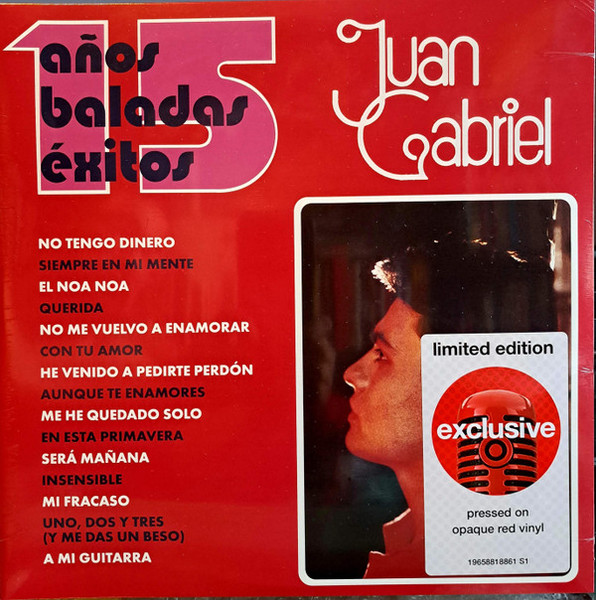 15
años
baladas
éxitos
Juan
Gabriel
NO TENGO DINERO
SIEMPRE EN MI MENTE
EL NOA NOA
QUERIDA
NO ME VUELVO A ENAMORAR
CON TU AMOR
HE VENIDO A PEDIRTE PERDÓN
AUNQUE TE ENAMORES
ME HE QUEDADO SOLO
EN ESTA PRIMAVERA
SERÁ MAÑANA
INSENSIBLE
MI FRACASO
UNO, DOS Y TRES
(Y ME DAS UN BESO)
A MI GUITARRA
limited edition
exclusive
pressed on
opaque red vinyl
19658818861 S1